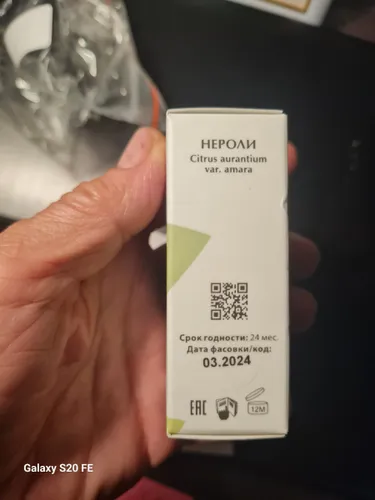 НЕРОЛИ
Citrus aurantium
var. amara
Срок годности: 24 мес
Дата фасовки/код:
03.2024
EAC
12M
Galaxy S20 FE